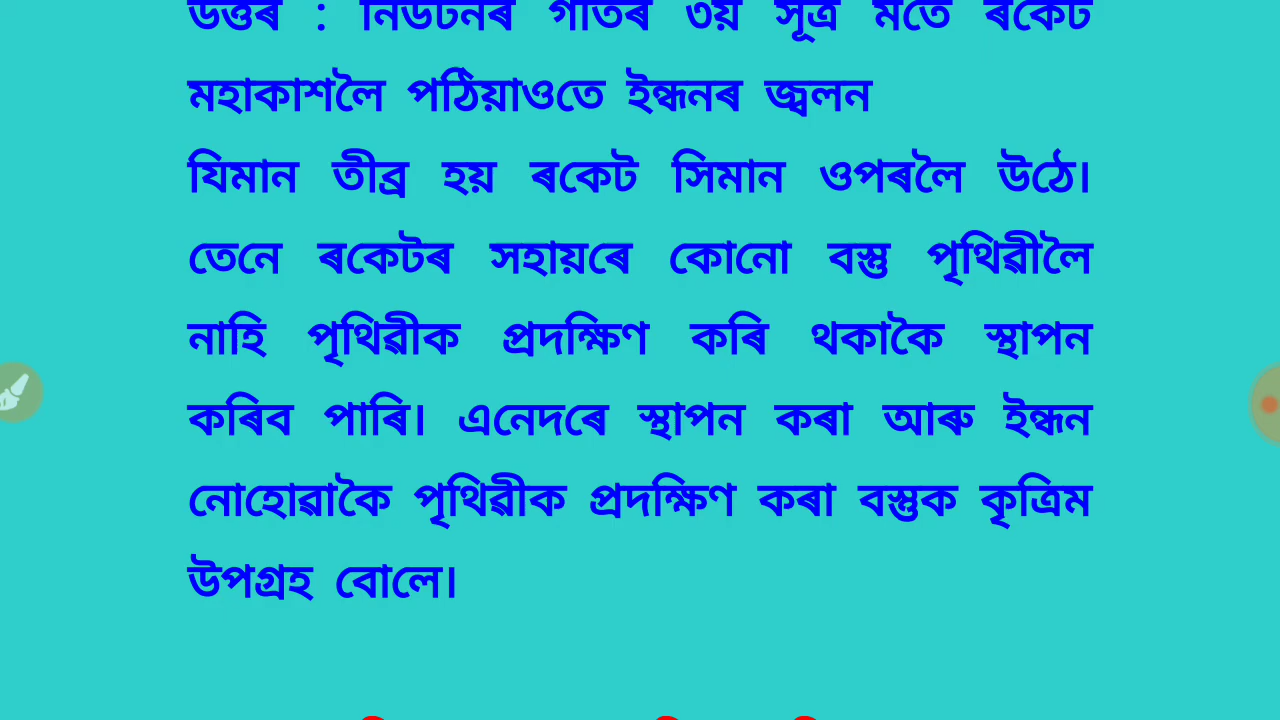 উত্তৰ : নিউটনৰ গতিৰ ৩য় সূত্ৰ মতে ৰকেট
মহাকাশলৈ পঠিয়াওতে ইন্ধনৰ জ্বলন
যিমান তীব্ৰ হয় ৰকেট সিমান ওপৰলৈ উঠে।
তেনে ৰকেটৰ সহায়ৰে কোনো বস্তু পৃথিৱীলৈ
নাহি পৃথিৱীক প্ৰদক্ষিণ কৰি থকাকৈ স্থাপন
কৰিব পাৰি। এনেদৰে স্থাপন কৰা আৰু ইন্ধন
নোহোৱাকৈ পৃথিৱীক প্ৰদক্ষিণ কৰা বস্তুক কৃত্ৰিম
উপগ্ৰহ বোলে।